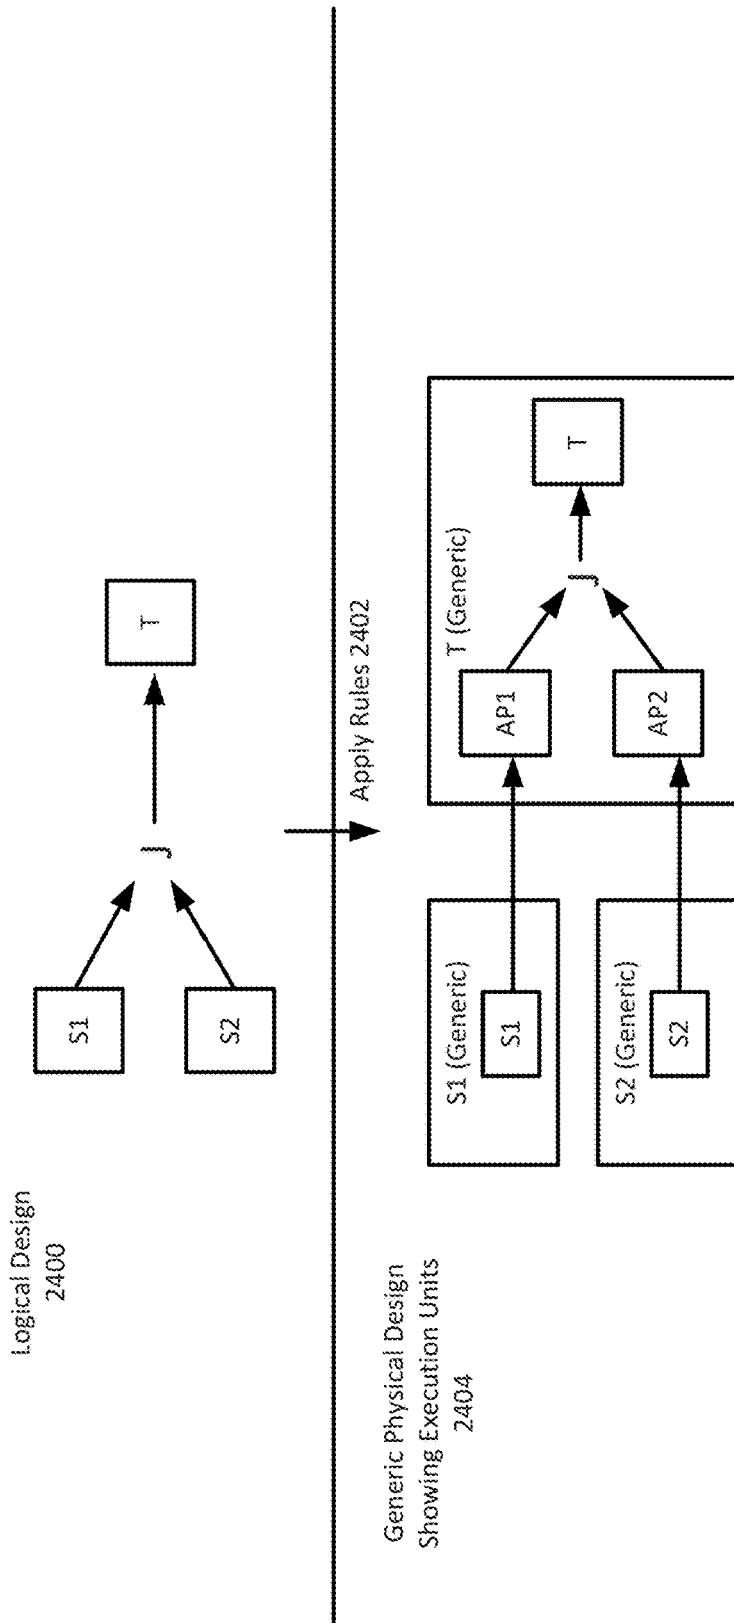 Logical Design
2400
S1
S2
J
T
Apply Rules 2402
Generic Physical Design
Showing Execution Units
2404
S1 (Generic)
S1
S2 (Generic)
S2
T (Generic)
AP1
AP2
J
T